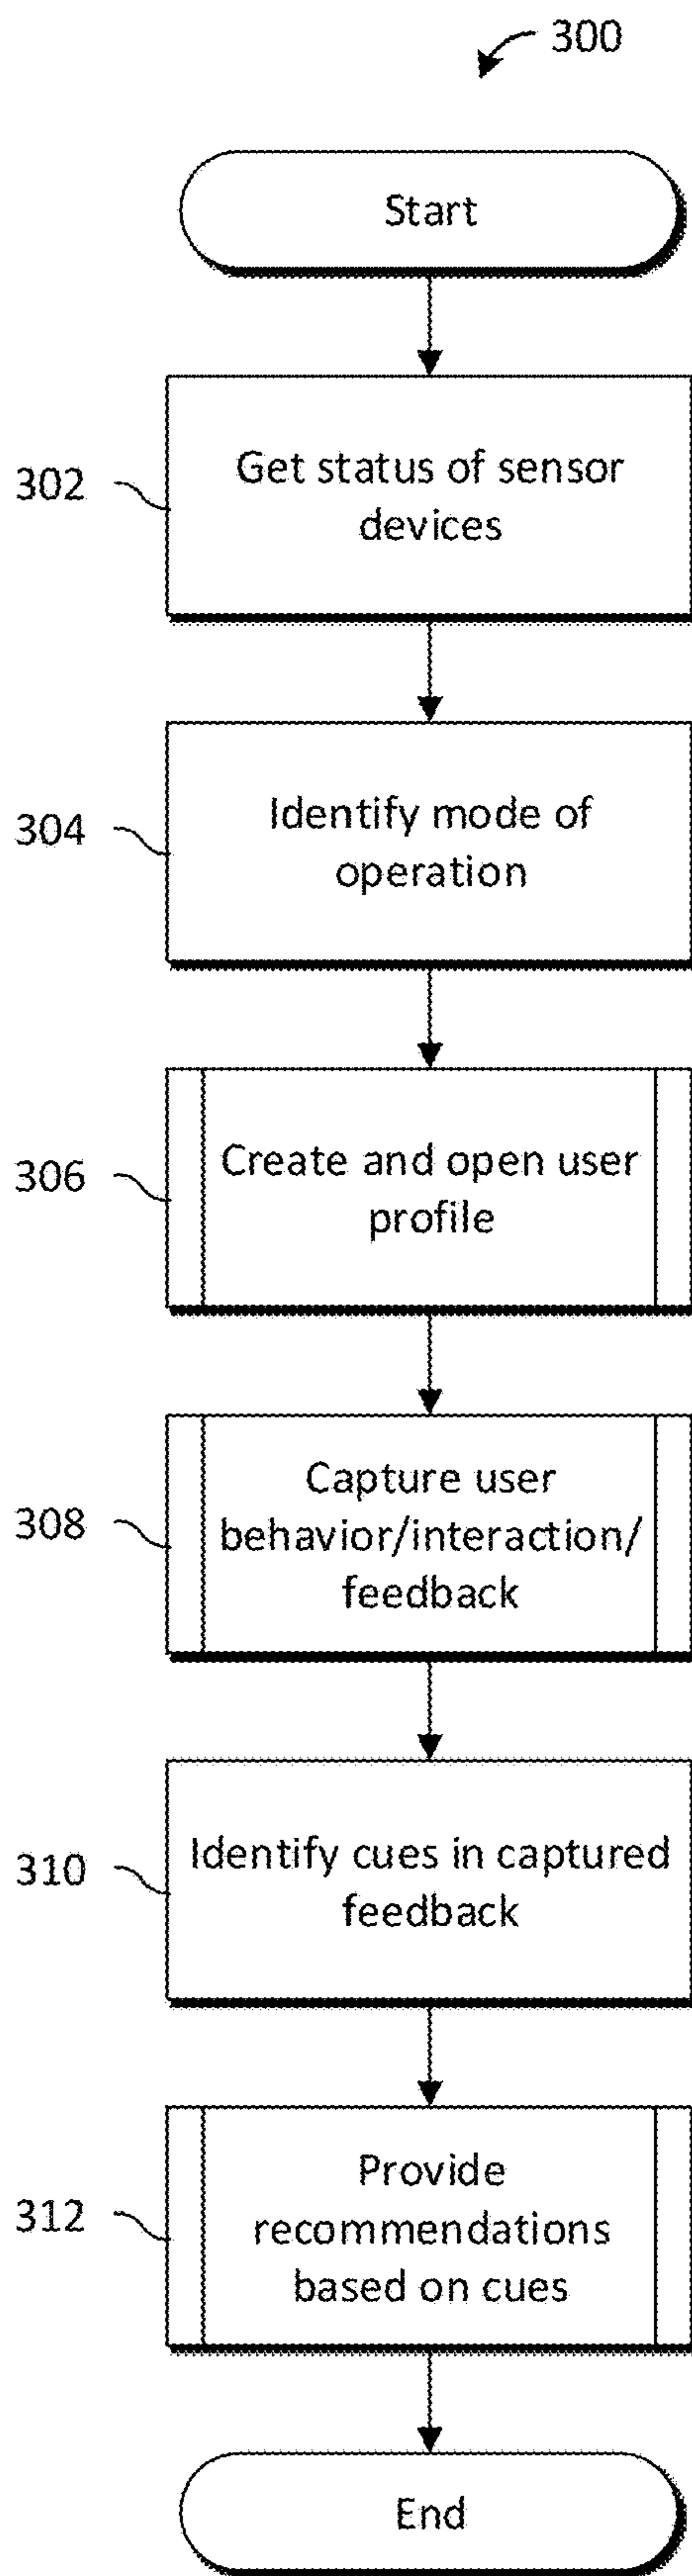 300
Start
302
Get status of sensor
devices
304
Identify mode of
operation
306
Create and open user
profile
308
Capture user
behavior/interaction/
feedback
310
Identify cues in captured
feedback
312
Provide
recommendations
based on cues
End